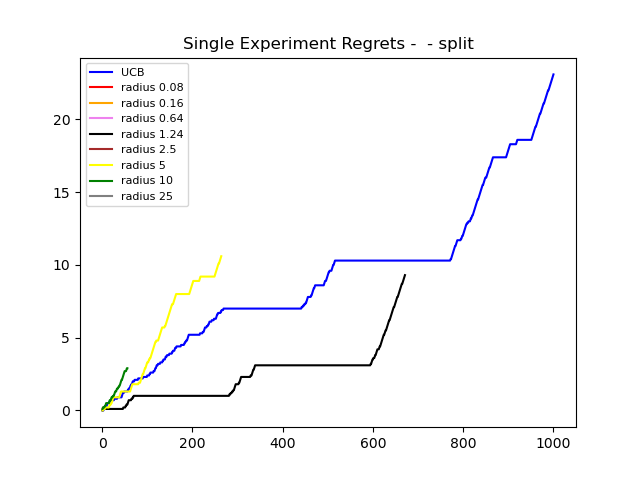 Single Experiment Regrets -  - split
UCB
radius 0.08
radius 0.16
radius 0.64
radius 1.24
radius 2.5
radius 5
radius 10
radius 25
20
15
10
5
0
0 200 400 600 800 1000